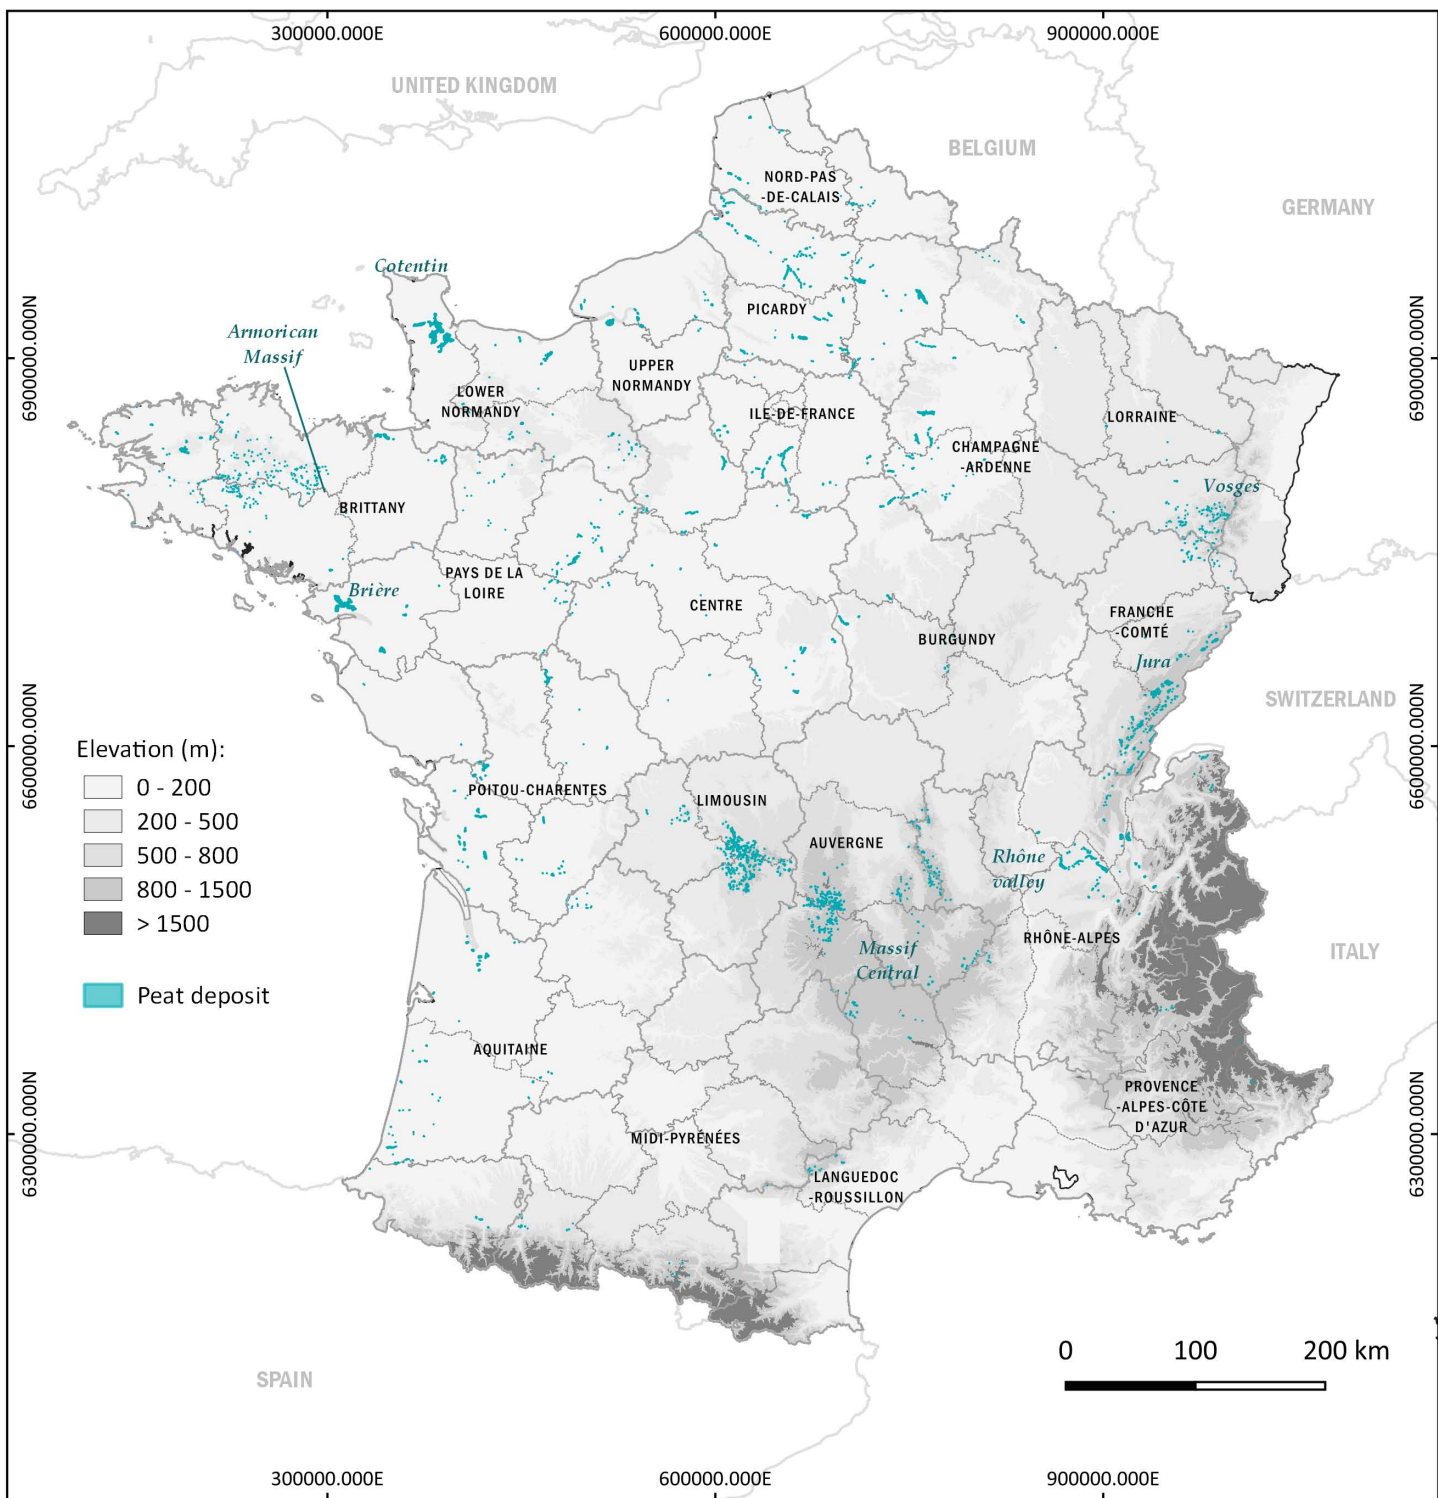 300000.000E
600000.000E
900000.000E
UNITED KINGDOM
BELGIUM
NORD-PAS
-DE-CALAIS
GERMANY
Cotentin
PICARDY
6900000.000N
6900000.000N
Armorican
Massif
UPPER
NORMANDY
LOWER
NORMANDY
ILE-DE-FRANCE
LORRAINE
CHAMPAGNE
-ARDENNE
Vosges
BRITTANY
PAYS DE LA
LOIRE
Brière
CENTRE
FRANCHE
-COMTÉ
BURGUNDY
Jura
SWITZERLAND
6600000.000N
6600000.000N
Elevation (m):
0 - 200
200 - 500
500 - 800
800 - 1500
> 1500
Peat deposit
POITOU-CHARENTES
LIMOUSIN
AUVERGNE
Rhône
valley
RHÔNE-ALPES
Massif
Central
ITALY
AQUITAINE
PROVENCE
-ALPES-CÔTE
D'AZUR
6300000.000N
6300000.000N
MIDI-PYRÉNÉES
LANGUEDOC
-ROUSSILLON
SPAIN
0 100 200 km
300000.000E
600000.000E
900000.000E